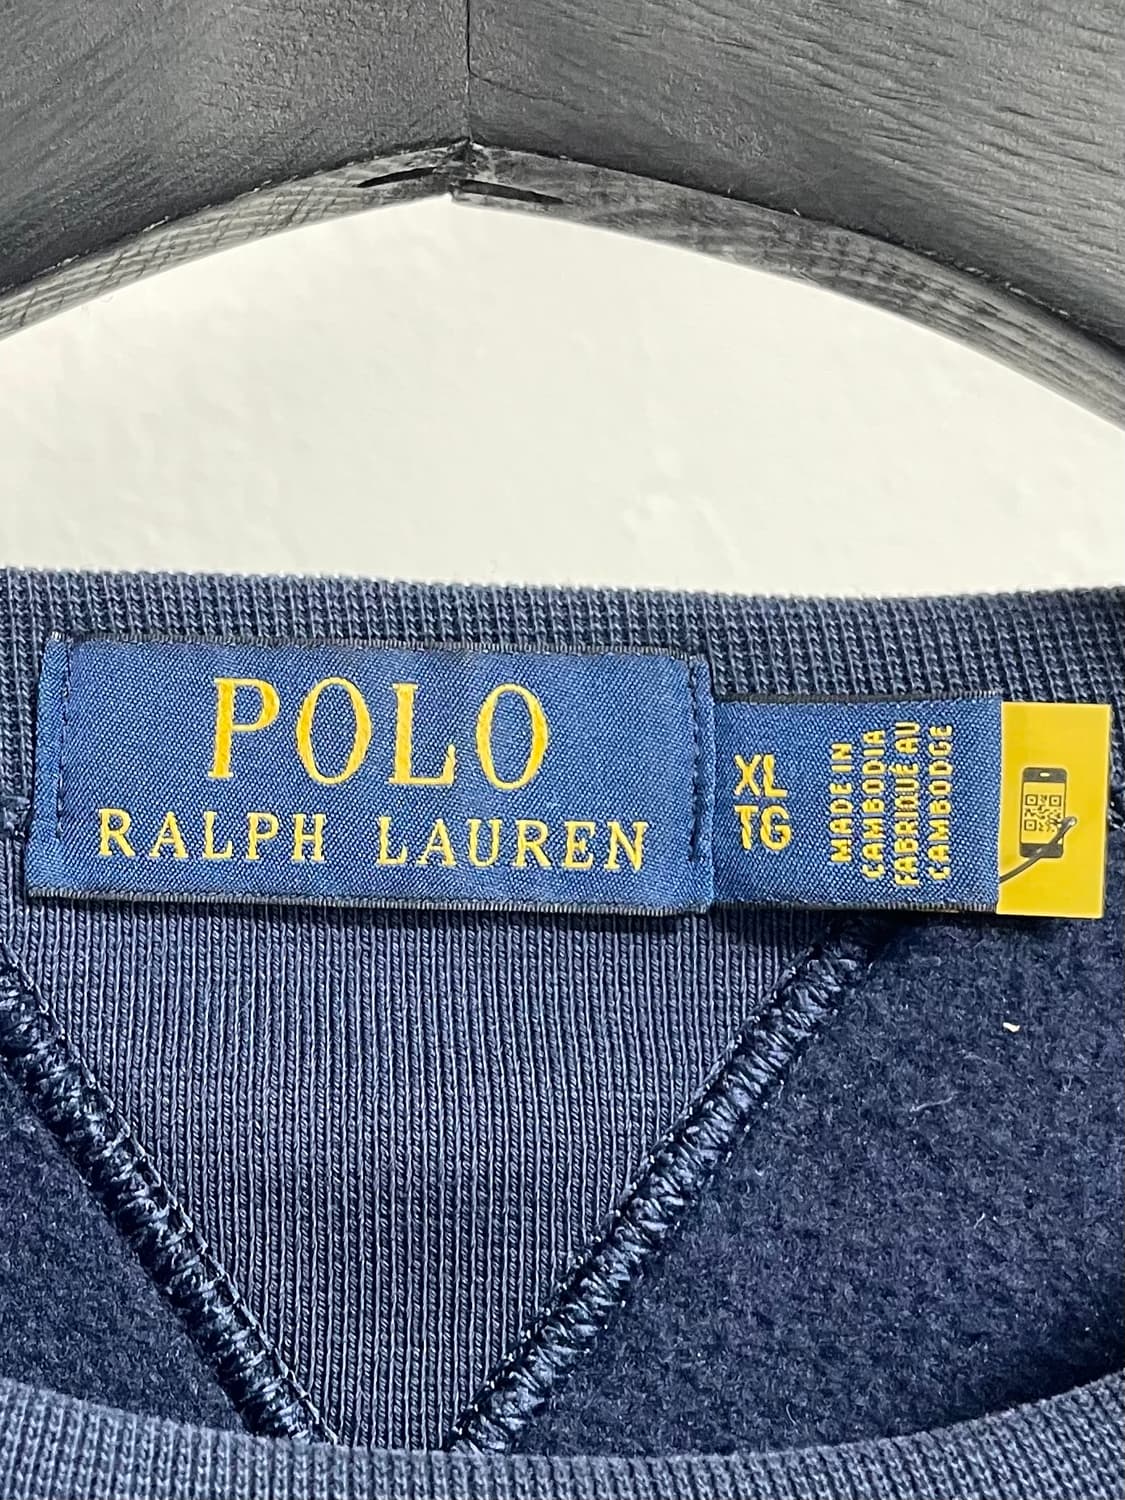 POLO
RALPH LAUREN
XL
TG
MADE IN
CAMBODIA
FABRIQUÉ AU
CAMBODGE